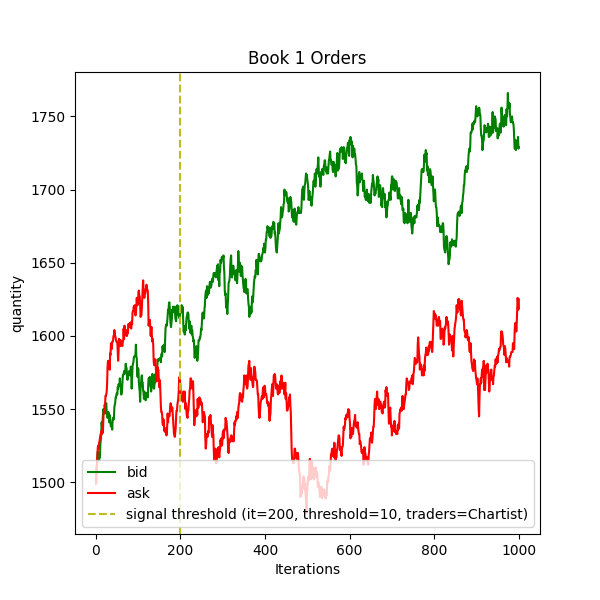 Book 1 Orders
quantity
1750
1700
1650
1600
1550
1500
bid
ask
signal threshold (it=200, threshold=10, traders=Chartist)
0 200 400 600 800 1000
Iterations